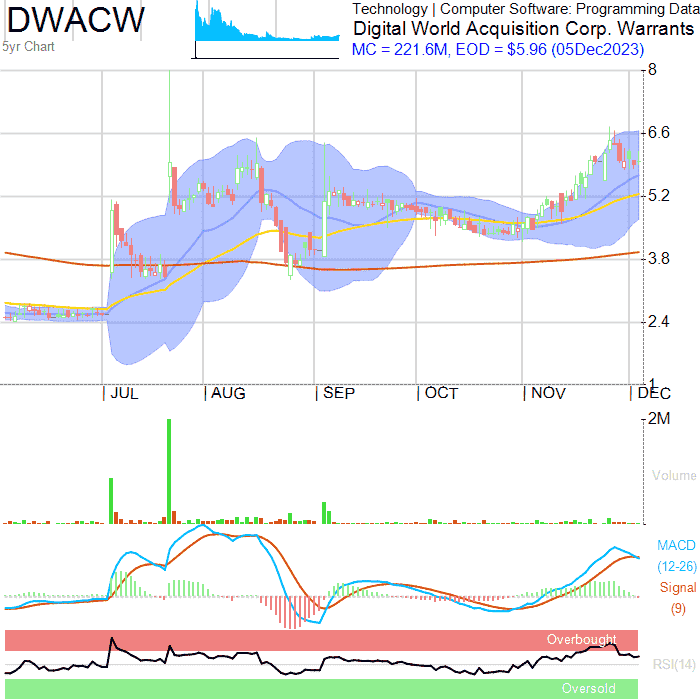 DWACW
5yr Chart
Technology | Computer Software: Programming Data
Digital World Acquisition Corp. Warrants
MC = 221.6M, EOD = $5.96 (05Dec2023)
8
6.6
5.2
3.8
2.4
1
| JUL | AUG | SEP | OCT | NOV | DEC
2M
Volume
MACD
(12-26)
Signal
(9)
Overbought
RSI(14)
Oversold